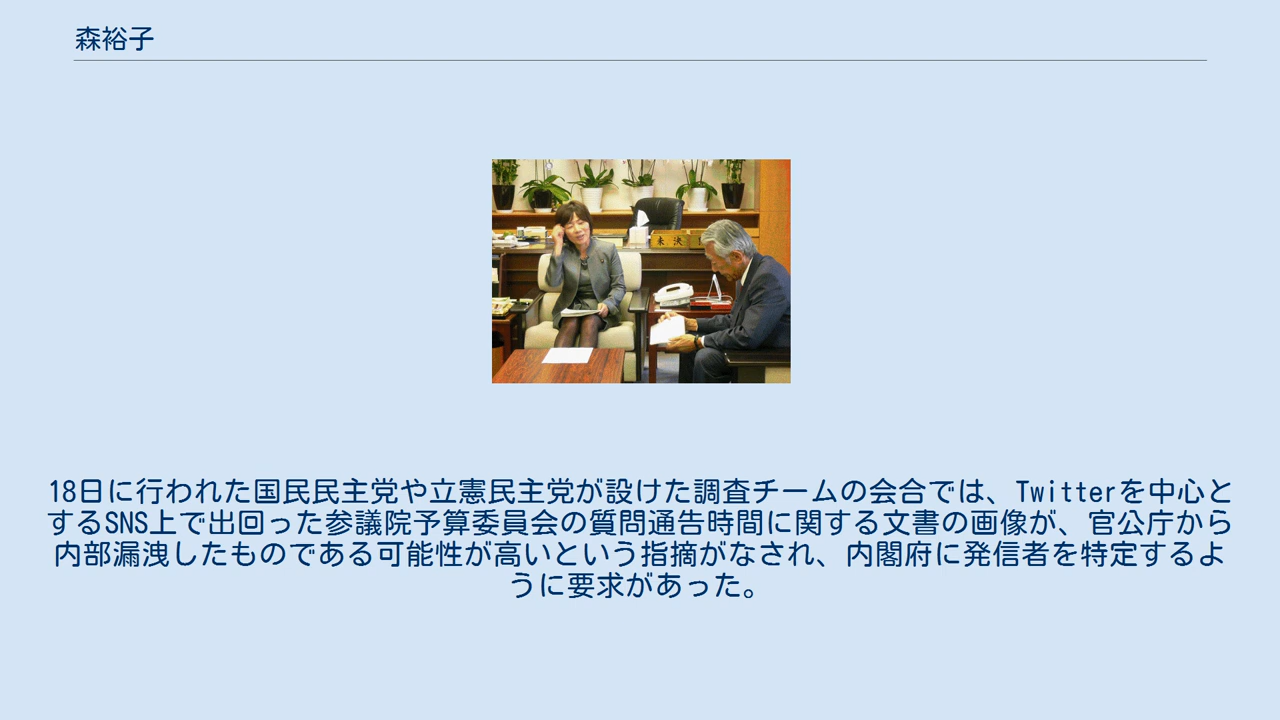 森裕子
未決
18日に行われた国民民主党や立憲民主党が設けた調査チームの会合では、Twitterを中心と
するSNS上で出回った参議院予算委員会の質問通告時間に関する文書の画像が、官公庁から
内部漏洩したものである可能性が高いという指摘がなされ、内閣府に発信者を特定するよ
うに要求があった。